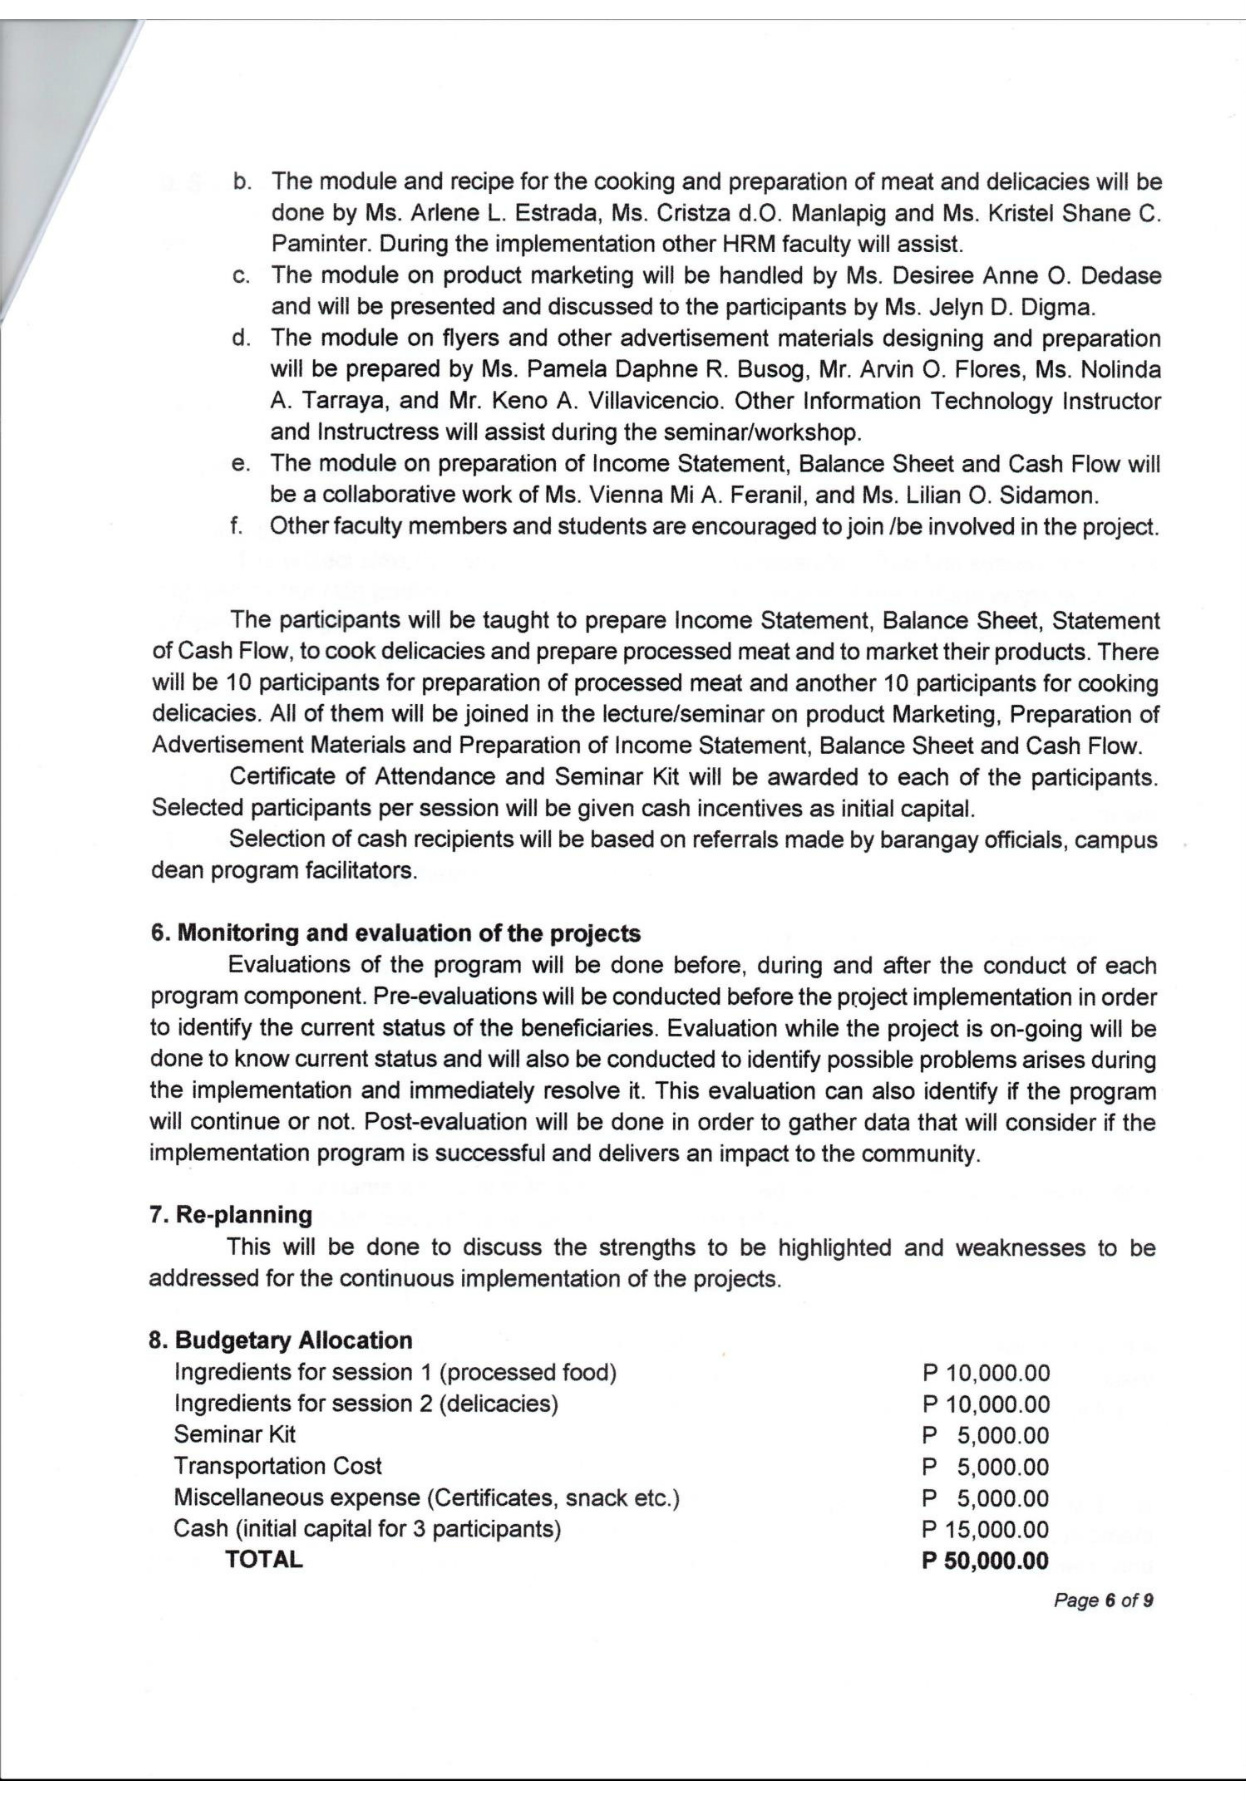 b. The module and recipe for the cooking and preparation of meat and delicacies will be
done by Ms. Arlene L. Estrada, Ms. Cristza d.O. Manlapig and Ms. Kristel Shane C.
Paminter. During the implementation other HRM faculty will assist.
c. The module on product marketing will be handled by Ms. Desiree Anne O. Dedase
and will be presented and discussed to the participants by Ms. Jelyn D. Digma.
d. The module on flyers and other advertisement materials designing and preparation
will be prepared by Ms. Pamela Daphne R. Busog, Mr. Arvin O. Flores, Ms. Nolinda
A. Tarraya, and Mr. Keno A. Villavicencio. Other Information Technology Instructor
and Instructress will assist during the seminar/workshop.
e. The module on preparation of Income Statement, Balance Sheet and Cash Flow will
be a collaborative work of Ms. Vienna Mi A. Feranil, and Ms. Lilian O. Sidamon.
f. Other faculty members and students are encouraged to join /be involved in the project.
The participants will be taught to prepare Income Statement, Balance Sheet, Statement
of Cash Flow, to cook delicacies and prepare processed meat and to market their products. There
will be 10 participants for preparation of processed meat and another 10 participants for cooking
delicacies. All of them will be joined in the lecture/seminar on product Marketing, Preparation of
Advertisement Materials and Preparation of Income Statement, Balance Sheet and Cash Flow.
Certificate of Attendance and Seminar Kit will be awarded to each of the participants.
Selected participants per session will be given cash incentives as initial capital.
Selection of cash recipients will be based on referrals made by barangay officials, campus
dean program facilitators.
6. Monitoring and evaluation of the projects
Evaluations of the program will be done before, during and after the conduct of each
program component. Pre-evaluations will be conducted before the project implementation in order
to identify the current status of the beneficiaries. Evaluation while the project is on-going will be
done to know current status and will also be conducted to identify possible problems arises during
the implementation and immediately resolve it. This evaluation can also identify if the program
will continue or not. Post-evaluation will be done in order to gather data that will consider if the
implementation program is successful and delivers an impact to the community.
7. Re-planning
This will be done to discuss the strengths to be highlighted and weaknesses to be
addressed for the continuous implementation of the projects.
8. Budgetary Allocation
Ingredients for session 1 (processed food) P 10,000.00
Ingredients for session 2 (delicacies) P 10,000.00
Seminar Kit P 5,000.00
Transportation Cost P 5,000.00
Miscellaneous expense (Certificates, snack etc.) P 5,000.00
Cash (initial capital for 3 participants) P 15,000.00
TOTAL P 50,000.00
Page 6 of 9